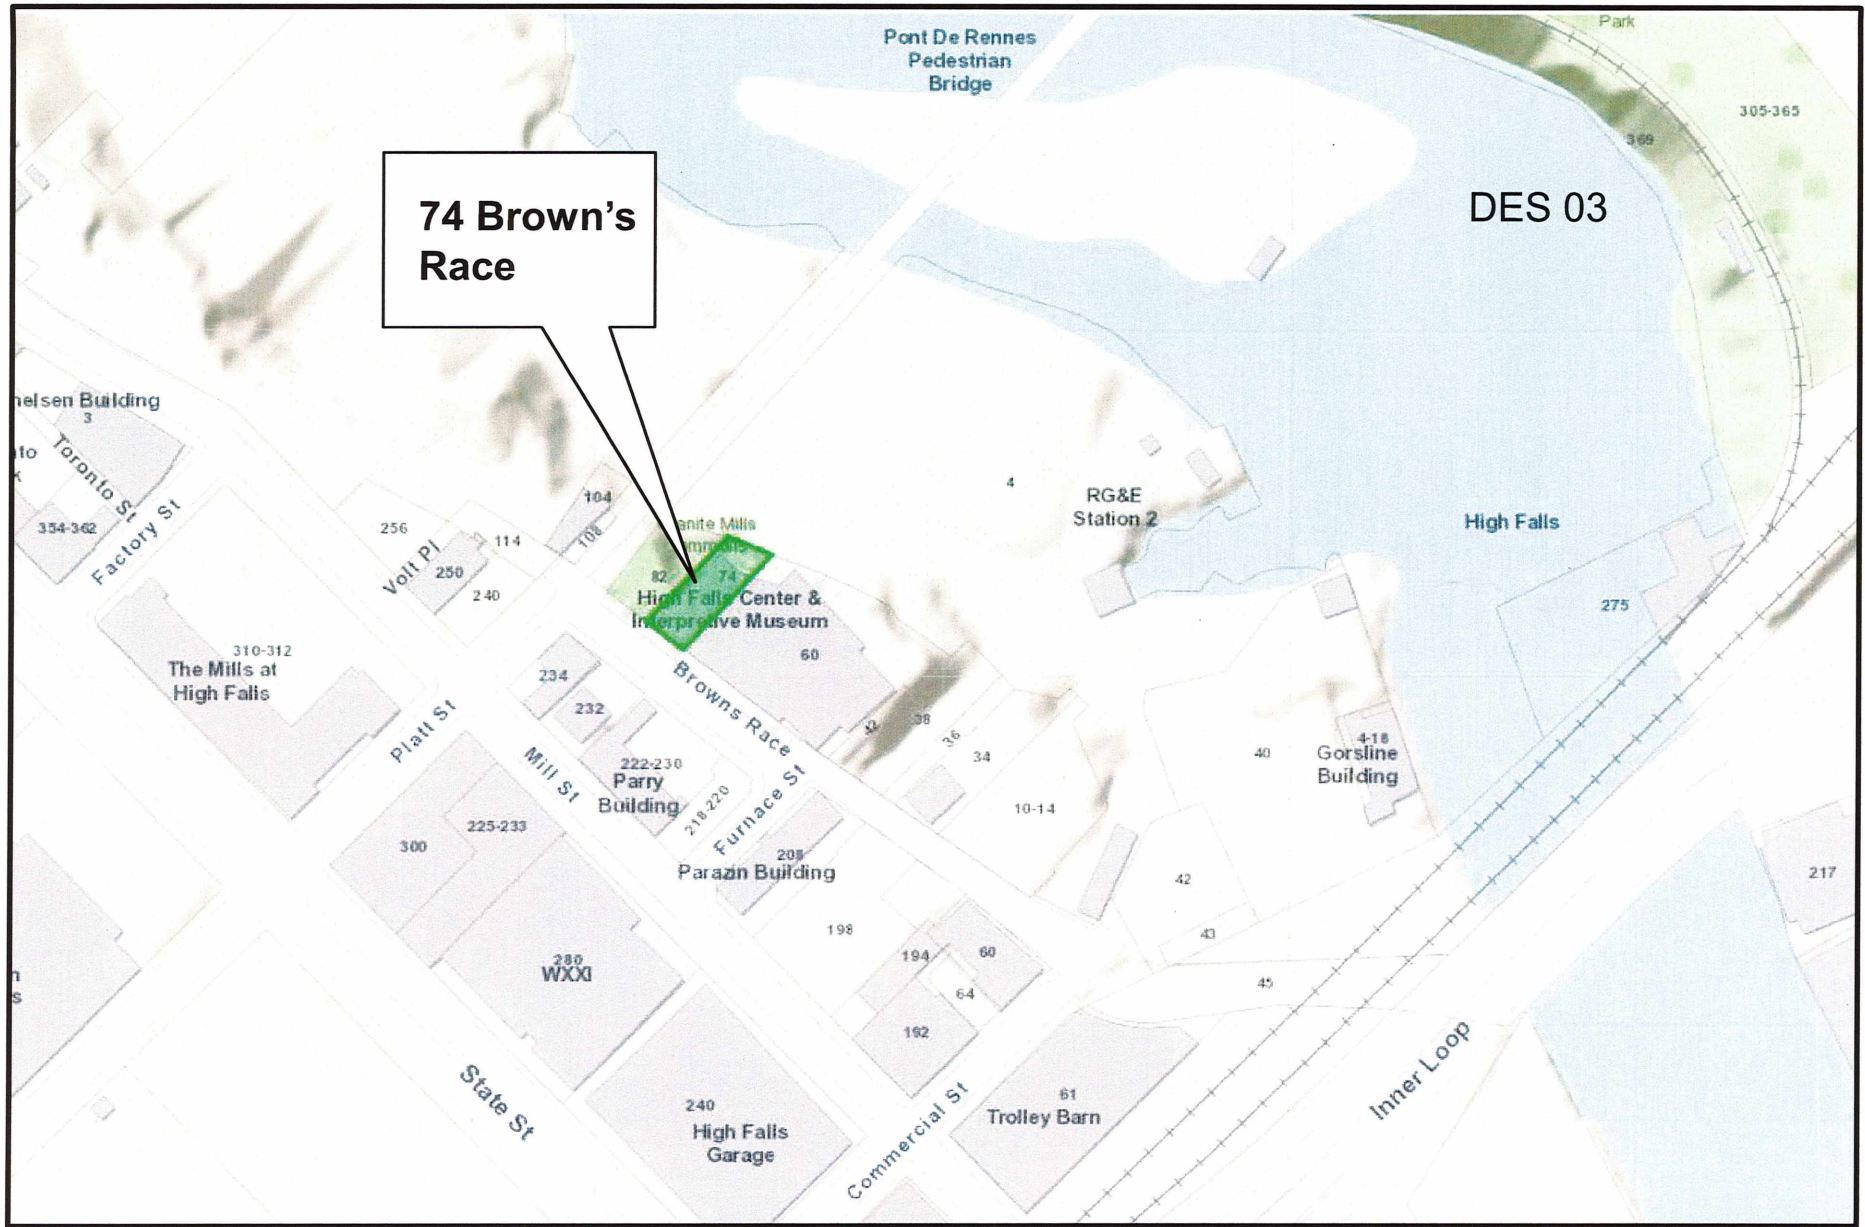 Pont De Rennes
Pedestrian
Bridge
Park
305-365
369
DES 03
74 Brown’s
Race
Building
3
Toronto St
354-362
Factory St
256
Volt Pl
114
250
240
104
108
Mills
82
74
High Falls Center &
Interpretive Museum
60
4
RG&E
Station 2
High Falls
275
310-312
The Mills at
High Falls
Platt St
234
232
Browns Race
42
38
36
34
10-14
40
4-18
Gorsline
Building
Mill St
222-230
Parry
Building
218-220
Furnace St
208
Parazin Building
300
225-233
217
42
43
45
198
194
60
64
192
280
WXXI
State St
240
High Falls
Garage
Commercial St
61
Trolley Barn
Inner Loop